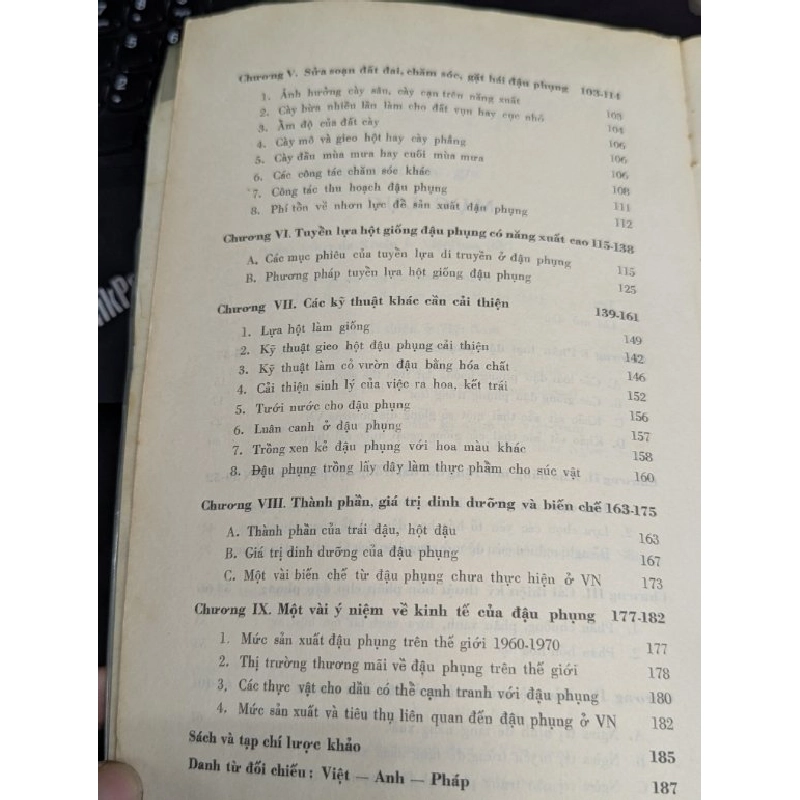 Chương V. Sửa soạn đất đai, chăm sóc, gặt hái đậu phụng 103-114
1. Ảnh hưởng cày sâu, cày cạn trên năng xuất 103
2. Cày bừa nhiều lần làm cho đất vụn hay cục nhỏ 104
3. Ẩm độ của đất cày 106
4. Cày mô và gieo hột hay cày phẳng 106
5. Cày đầu mùa mưa hay cuối mùa mưa 106
6. Các công tác chăm sóc khác 108
7. Công tác thu hoạch đậu phụng 111
8. Phí tổn về nhơn lực để sản xuất đậu phụng 112
Chương VI. Tuyển lựa hột giống đậu phụng có năng xuất cao 115-138
A. Các mục phiêu của tuyển lựa di truyền ở đậu phụng 115
B. Phương pháp tuyển lựa hột giống đậu phụng 125
Chương VII. Các kỹ thuật khác cần cải thiện 139-161
1. Lựa hột làm giống 149
2. Kỹ thuật gieo hột đậu phụng cải thiện 142
3. Kỹ thuật làm cỏ vườn đậu bằng hóa chất 146
4. Cải thiện sinh lý của việc ra hoa, kết trái 152
5. Tưới nước cho đậu phụng 156
6. Luân canh ở đậu phụng 157
7. Trồng xen kẽ đậu phụng với hoa màu khác 158
8. Đậu phụng trồng lấy dây làm thực phẩm cho súc vật 160
Chương VIII. Thành phần, giá trị dinh dưỡng và biến chế 163-175
A. Thành phần của trái đậu, hột đậu 163
B. Giá trị dinh dưỡng của đậu phụng 167
C. Một vài biến chế từ đậu phụng chưa thực hiện ở VN 173
Chương IX. Một vài ý niệm về kinh tế của đậu phụng 177-182
1. Mức sản xuất đậu phụng trên thế giới 1960-1970 177
2. Thị trường thương mãi về đậu phụng trên thế giới 178
3, Các thực vật cho dầu có thể cạnh tranh với đậu phụng 180
4. Mức sản xuất và tiêu thụ liên quan đến đậu phụng ở VN 182
Sách và tạp chí lược khảo 185
Danh từ đối chiếu: Việt — Anh — Pháp 187